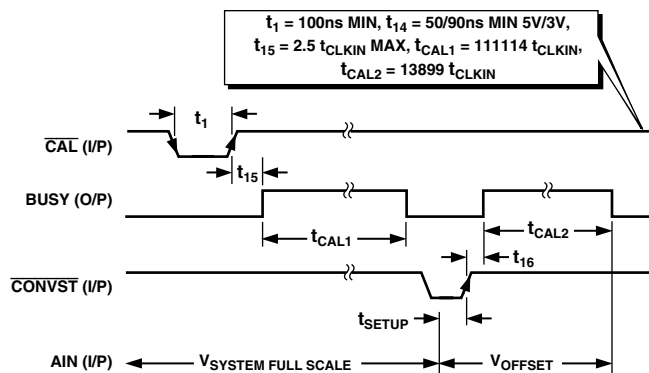 t1 = 100ns MIN, t14 = 50/90ns MIN 5V/3V,
t15 = 2.5 tCLKIN MAX, tCAL1 = 111114 tCLKIN,
tCAL2 = 13899 tCLKIN
t1
CAL (I/P)
t15
BUSY (O/P)
tCAL1
tCAL2
t16
CONVST (I/P)
tSETUP
AIN (I/P)
VSYSTEM FULL SCALE
VOFFSET